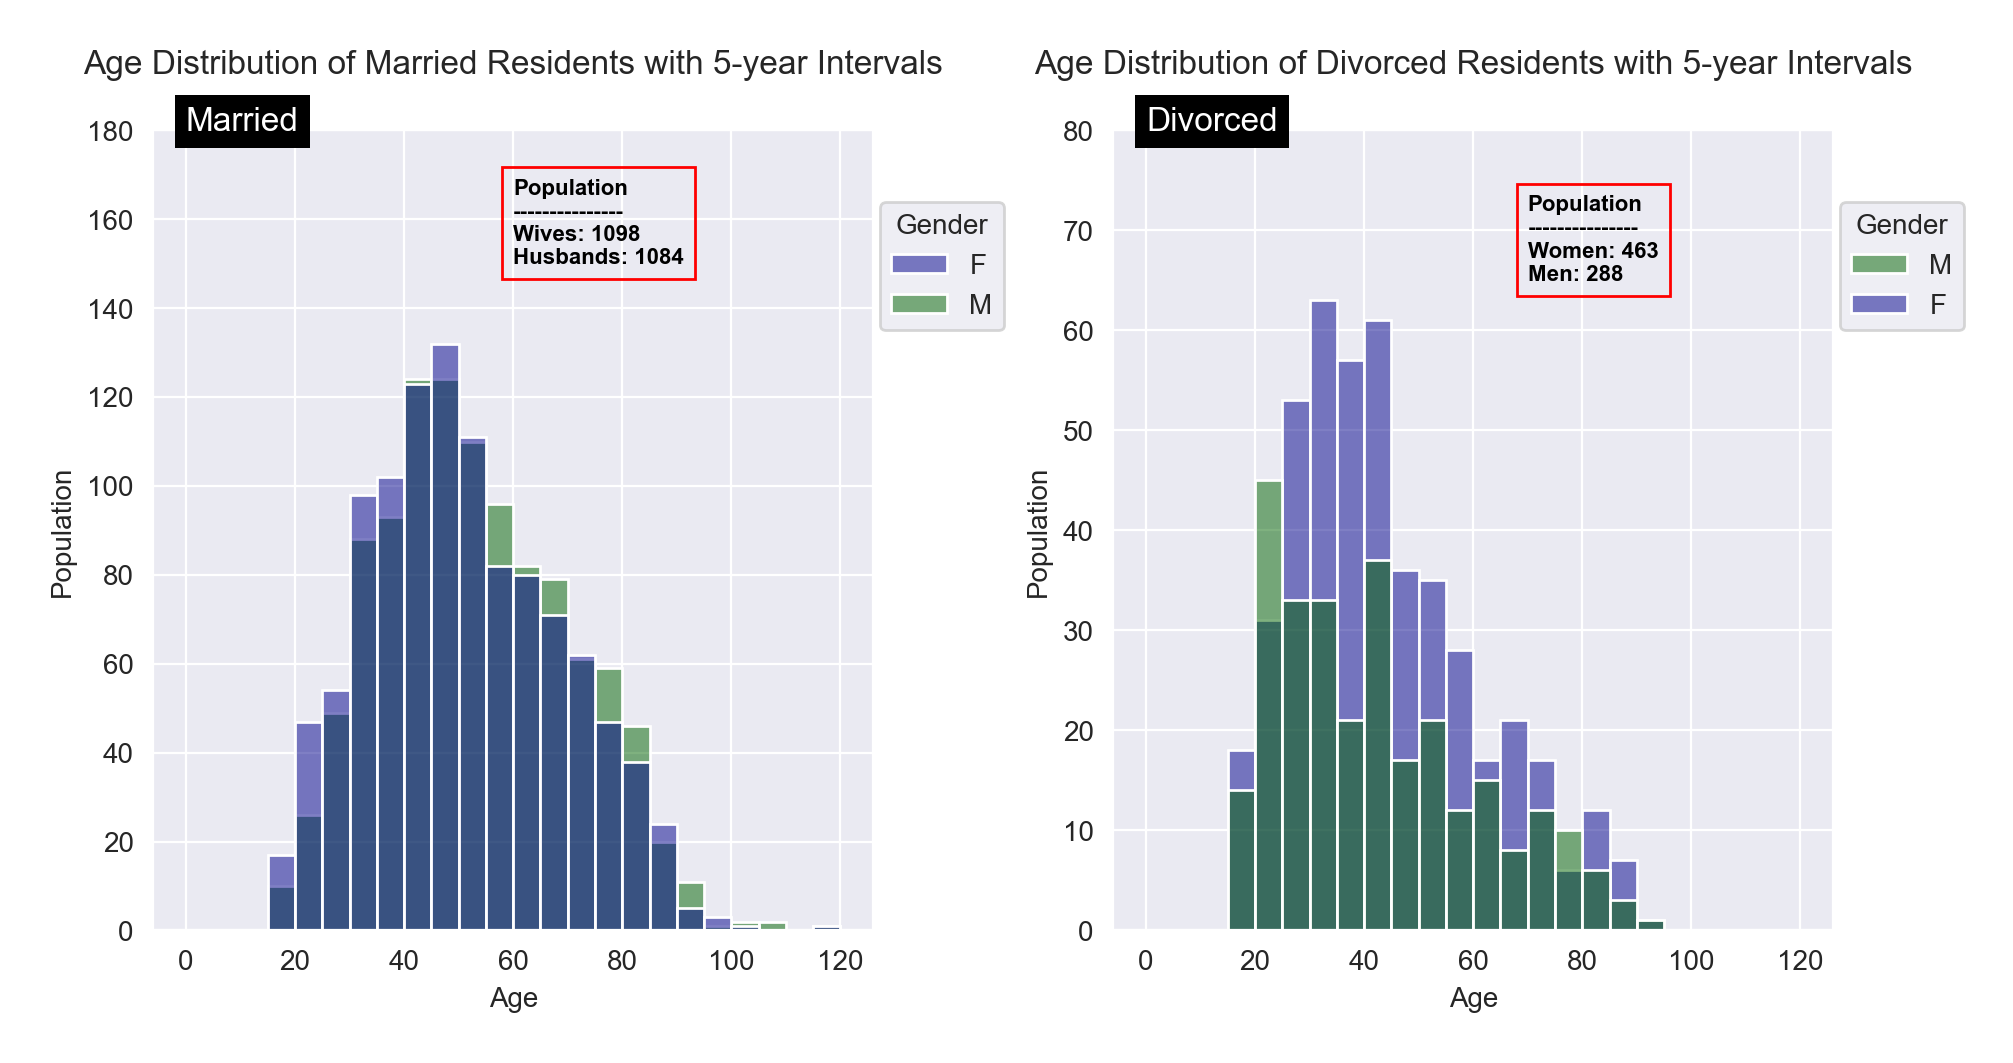 Age Distribution of Married Residents with 5-year Intervals
Married
180
160
140
120
100
80
60
40
20
0
Population
Population
---------------
Wives: 1098
Husbands: 1084
Gender
F
M
0 20 40 60 80 100 120
Age
Age Distribution of Divorced Residents with 5-year Intervals
Divorced
80
70
60
50
40
30
20
10
0
Population
Population
---------------
Women: 463
Men: 288
Gender
M
F
0 20 40 60 80 100 120
Age